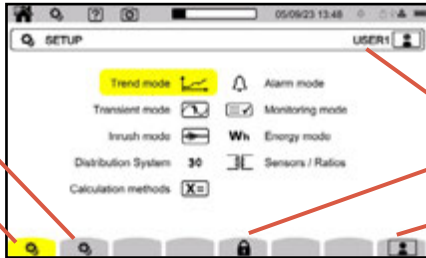 05/09/23 13:48
SETUP USER1
Trend mode Alarm mode
Transient mode Monitoring mode
Inrush mode Wh Energy mode
Distribution System 3Θ Sensors / Ratios
Calculation methods X=